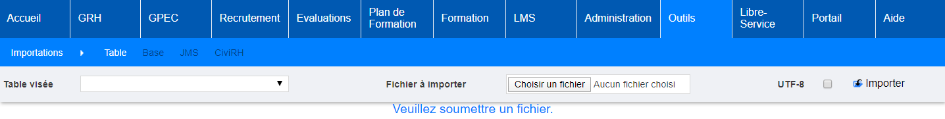 Accueil GRH GPEC Recrutement Evaluations Plan de Formation Formation LMS Administration Outils Libre-Service Portail Aide
Importations Table Base JMS CiviRH
Table visée Fichier à importer Choisir un fichier Aucun fichier choisi UTF-8 Importer
Veuillez soumettre un fichier.